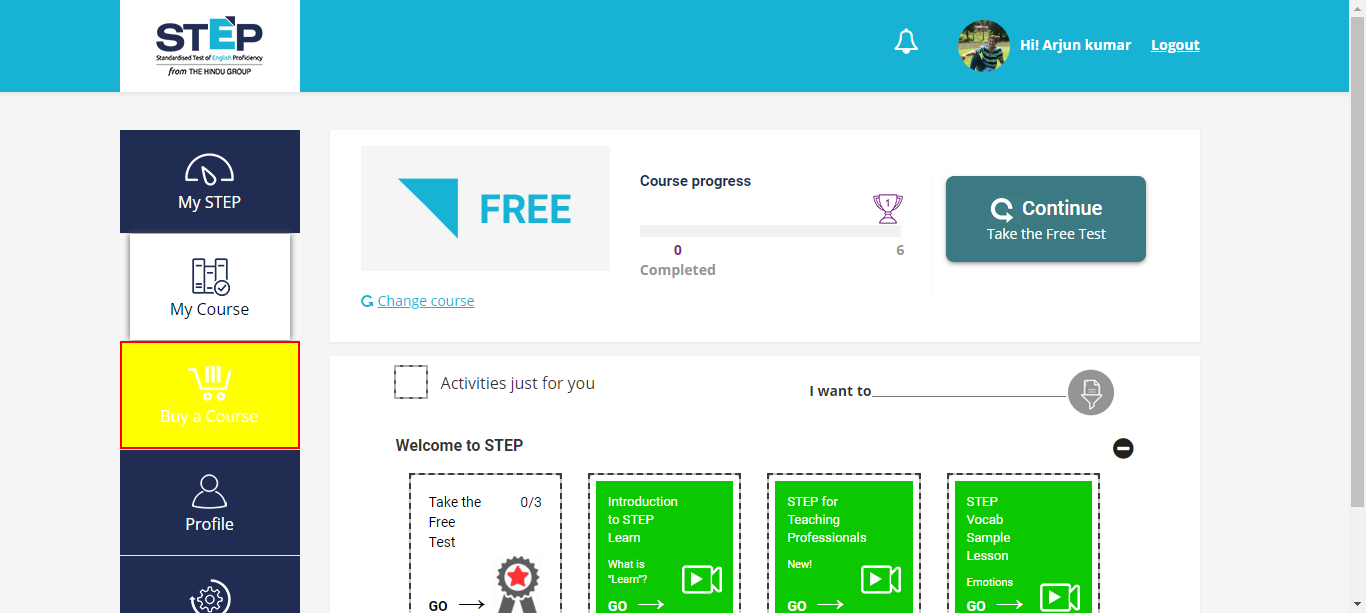 STEP
Standardised Test of English Proficiency
from THE HINDU GROUP
Hi! Arjun kumar
Logout
My STEP
My Course
Buy a Course
Profile
FREE
Change course
Course progress
1
0
6
Completed
Continue
Take the Free Test
Activities just for you
I want to
Welcome to STEP
Take the
Free
Test
0/3
GO
Introduction
to STEP
Learn
What is
"Learn"?
GO
STEP for
Teaching
Professionals
New!
GO
STEP
Vocab
Sample
Lesson
Emotions
GO